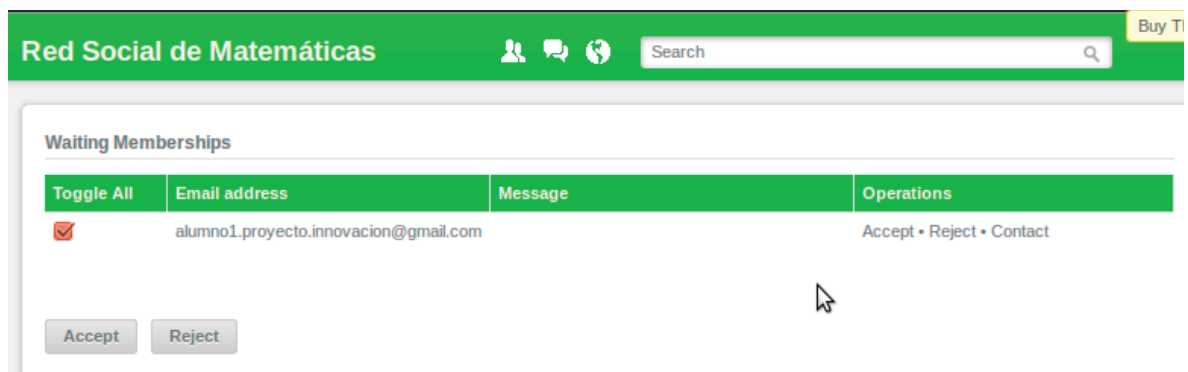 Buy
Red Social de Matemáticas Search
Waiting Memberships
Toggle All Email address Message Operations
alumno1.proyecto.innovacion@gmail.com Accept • Reject • Contact
Accept Reject